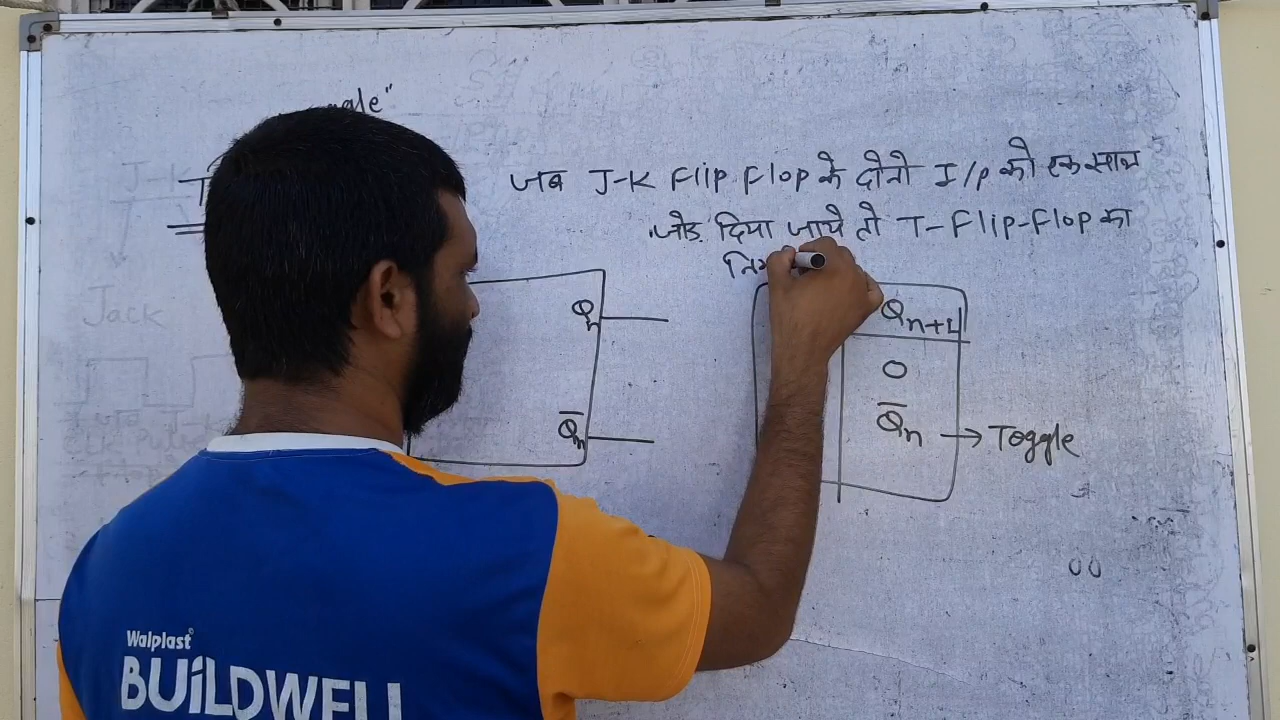 जब J-K Flip Flop के दोनो I/p को एक साथ
जोड़ दिया जाये तो T-Flip-Flop का
Qn
Q̅n
Qn+1
0
Q̅n → Toggle
Jack
Walplast
BUiLDWELL